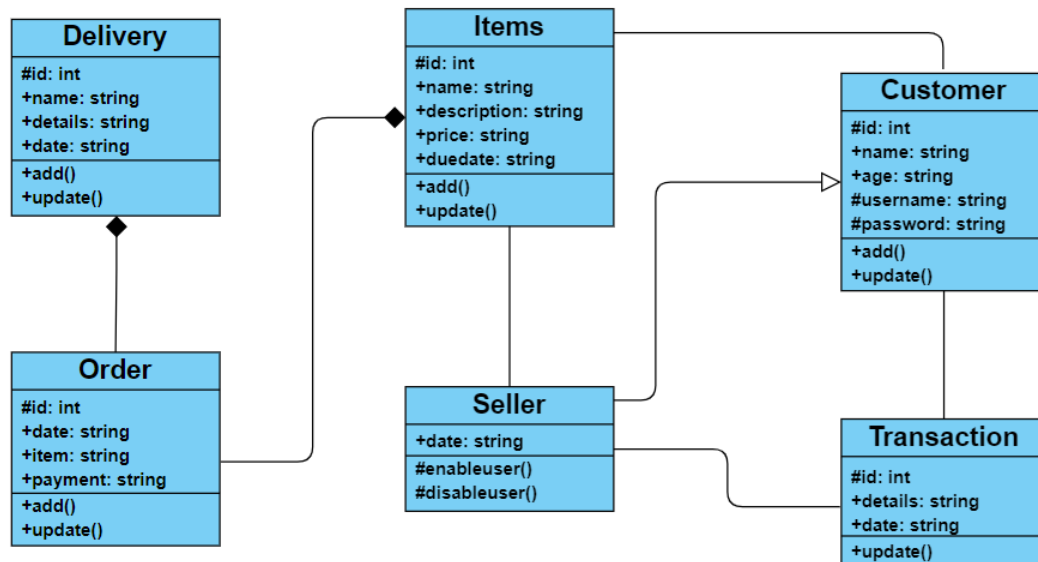 Delivery
#id: int
+name: string
+details: string
+date: string
+add()
+update()
Items
#id: int
+name: string
+description: string
+price: string
+duedate: string
+add()
+update()
Customer
#id: int
+name: string
+age: string
#username: string
#password: string
+add()
+update()
Order
#id: int
+date: string
+item: string
+payment: string
+add()
+update()
Seller
+date: string
#enableuser()
#disableuser()
Transaction
#id: int
+details: string
+date: string
+update()